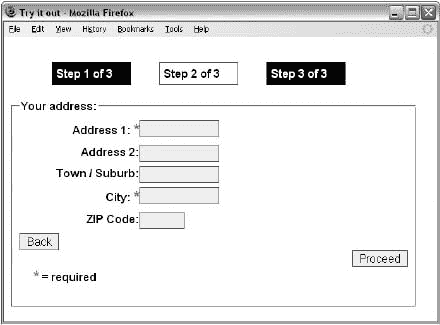 Try it out - Mozilla Firefox
File Edit View History Bookmarks Tools Help
Step 1 of 3 Step 2 of 3 Step 3 of 3
Your address:
Address 1: *
Address 2:
Town / Suburb:
City: *
ZIP Code:
Back
Proceed
* = required